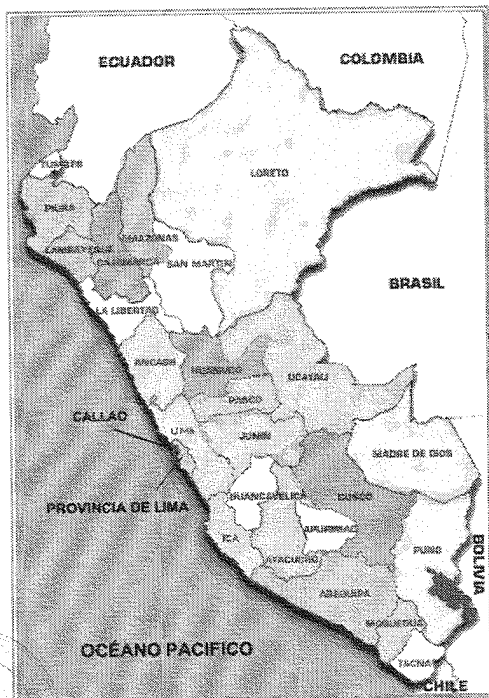 ECUADOR
COLOMBIA
TUMBES
LORETO
PIURA
AMAZONAS
LAMBAYEQUE
CAJAMARCA
SAN MARTIN
BRASIL
LA LIBERTAD
ANCASH
HUANUCO
UCAYALI
PASCO
CALLAO
LIMA
JUNIN
MADRE DE DIOS
PROVINCIA DE LIMA
HUANCAVELICA
CUSCO
APURIMAC
ICA
AYACUCHO
PUNO
BOLIVIA
AREQUIPA
MOQUEGUA
OCÉANO PACIFICO
TACNA
CHILE